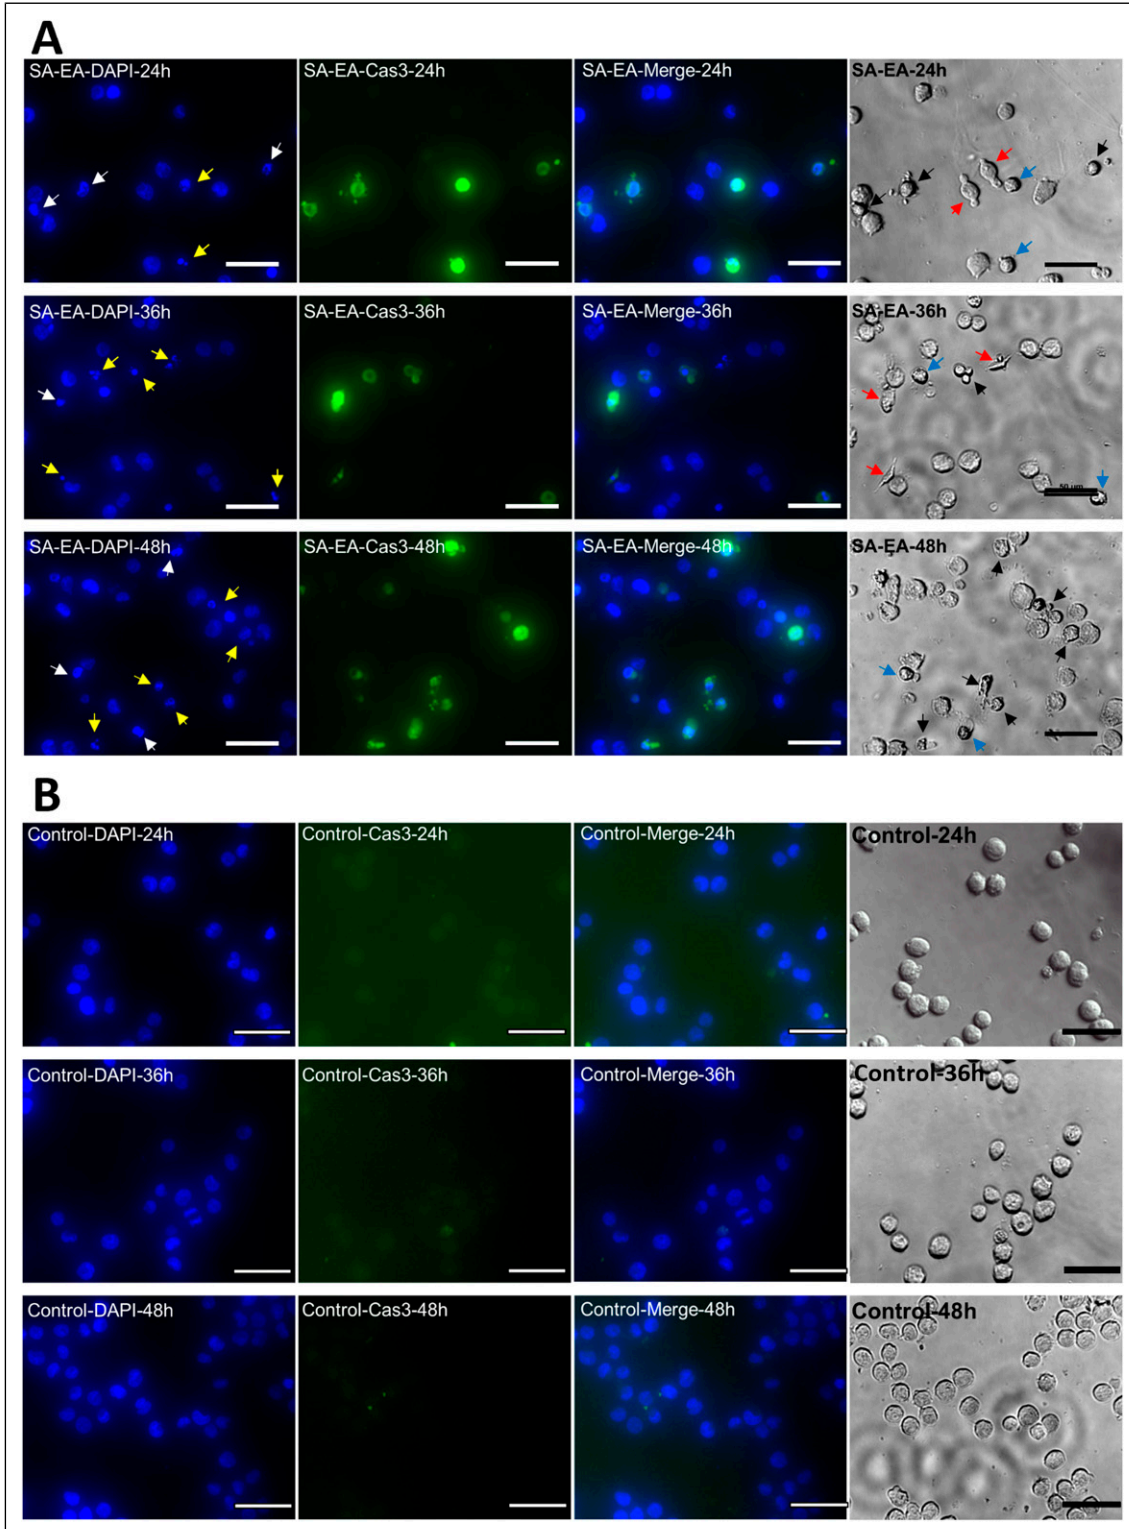 A
SA-EA-DAPI-24h
SA-EA-Cas3-24h
SA-EA-Merge-24h
SA-EA-24h
SA-EA-DAPI-36h
SA-EA-Cas3-36h
SA-EA-Merge-36h
SA-EA-36h
50 µm
SA-EA-DAPI-48h
SA-EA-Cas3-48h
SA-EA-Merge-48h
SA-EA-48h
B
Control-DAPI-24h
Control-Cas3-24h
Control-Merge-24h
Control-24h
Control-DAPI-36h
Control-Cas3-36h
Control-Merge-36h
Control-36h
Control-DAPI-48h
Control-Cas3-48h
Control-Merge-48h
Control-48h